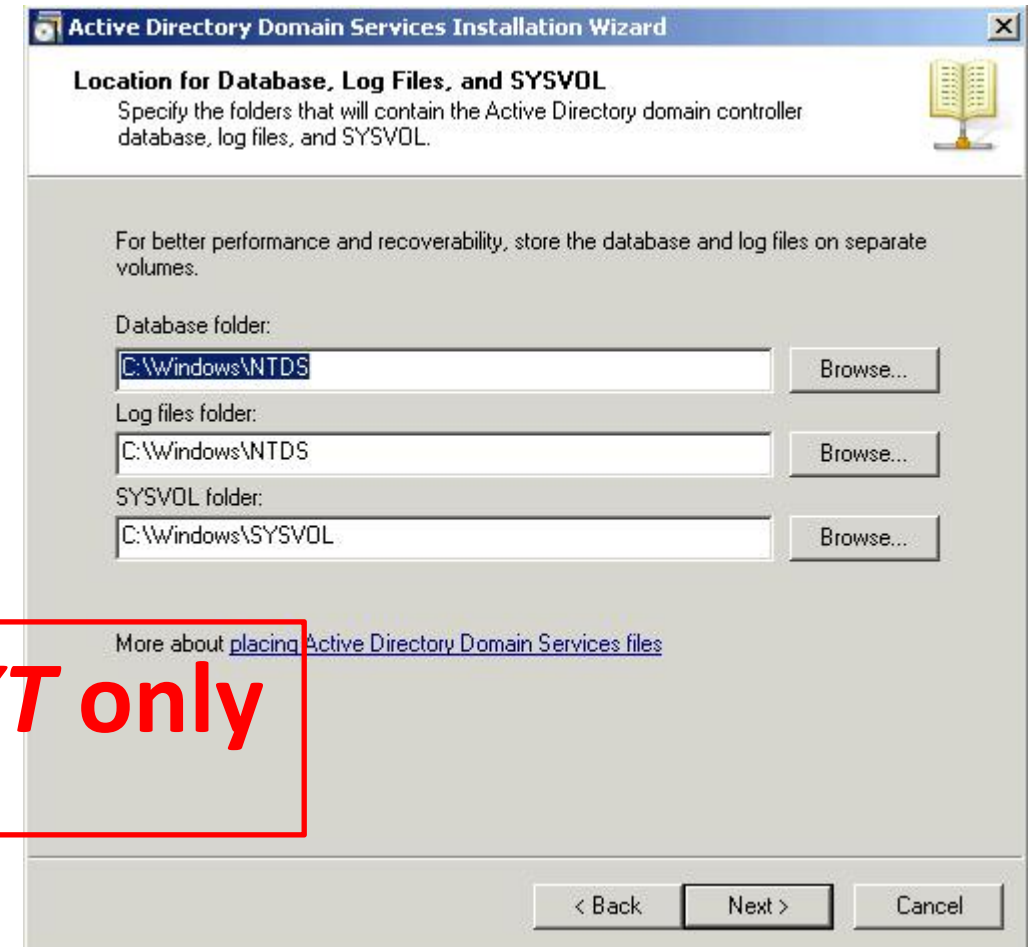 Active Directory Domain Services Installation Wizard
Location for Database, Log Files, and SYSVOL
Specify the folders that will contain the Active Directory domain controller
database, log files, and SYSVOL.
For better performance and recoverability, store the database and log files on separate
volumes.
Database folder:
C:\Windows\NTDS
Browse...
Log files folder:
C:\Windows\NTDS
Browse...
SYSVOL folder:
C:\Windows\SYSVOL
Browse...
More about placing Active Directory Domain Services files
only
< Back
Next >
Cancel